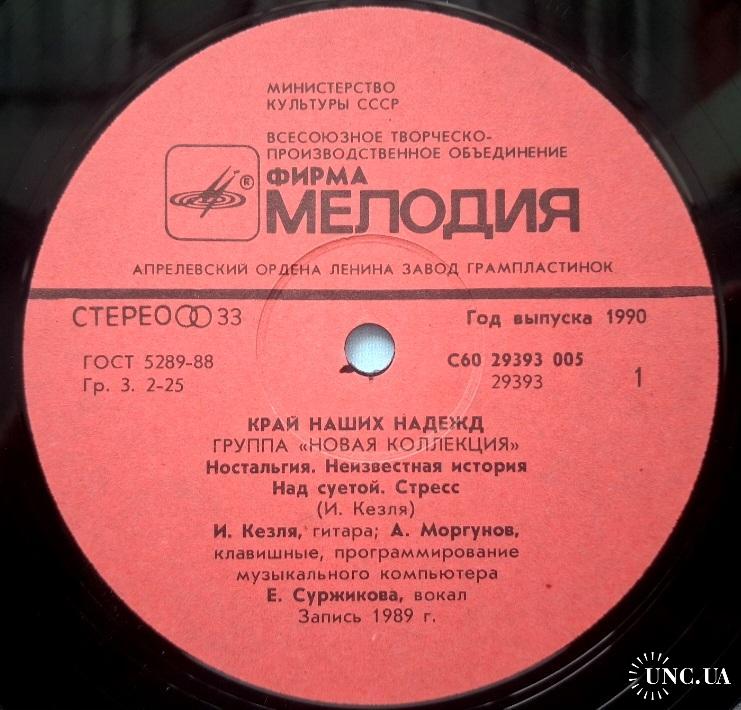 МИНИСТЕРСТВО
КУЛЬТУРЫ СССР
ВСЕСОЮЗНОЕ ТВОРЧЕСКО-
ПРОИЗВОДСТВЕННОЕ ОБЪЕДИНЕНИЕ
®
ФИРМА
МЕЛОДИЯ
АПРЕЛЕВСКИЙ ОРДЕНА ЛЕНИНА ЗАВОД ГРАМПЛАСТИНОК
СТЕРЕО 33
Год выпуска 1990
ГОСТ 5289-88
С60 29393 005
Гр. 3. 2-25
29393
1
КРАЙ НАШИХ НАДЕЖД
ГРУППА «НОВАЯ КОЛЛЕКЦИЯ»
Ностальгия. Неизвестная история
Над суетой. Стресс
(И. Кезля)
И. Кезля, гитара; А. Моргунов,
клавишные, программирование
музыкального компьютера
Е. Суржикова, вокал
Запись 1989 г.
UNC.UA